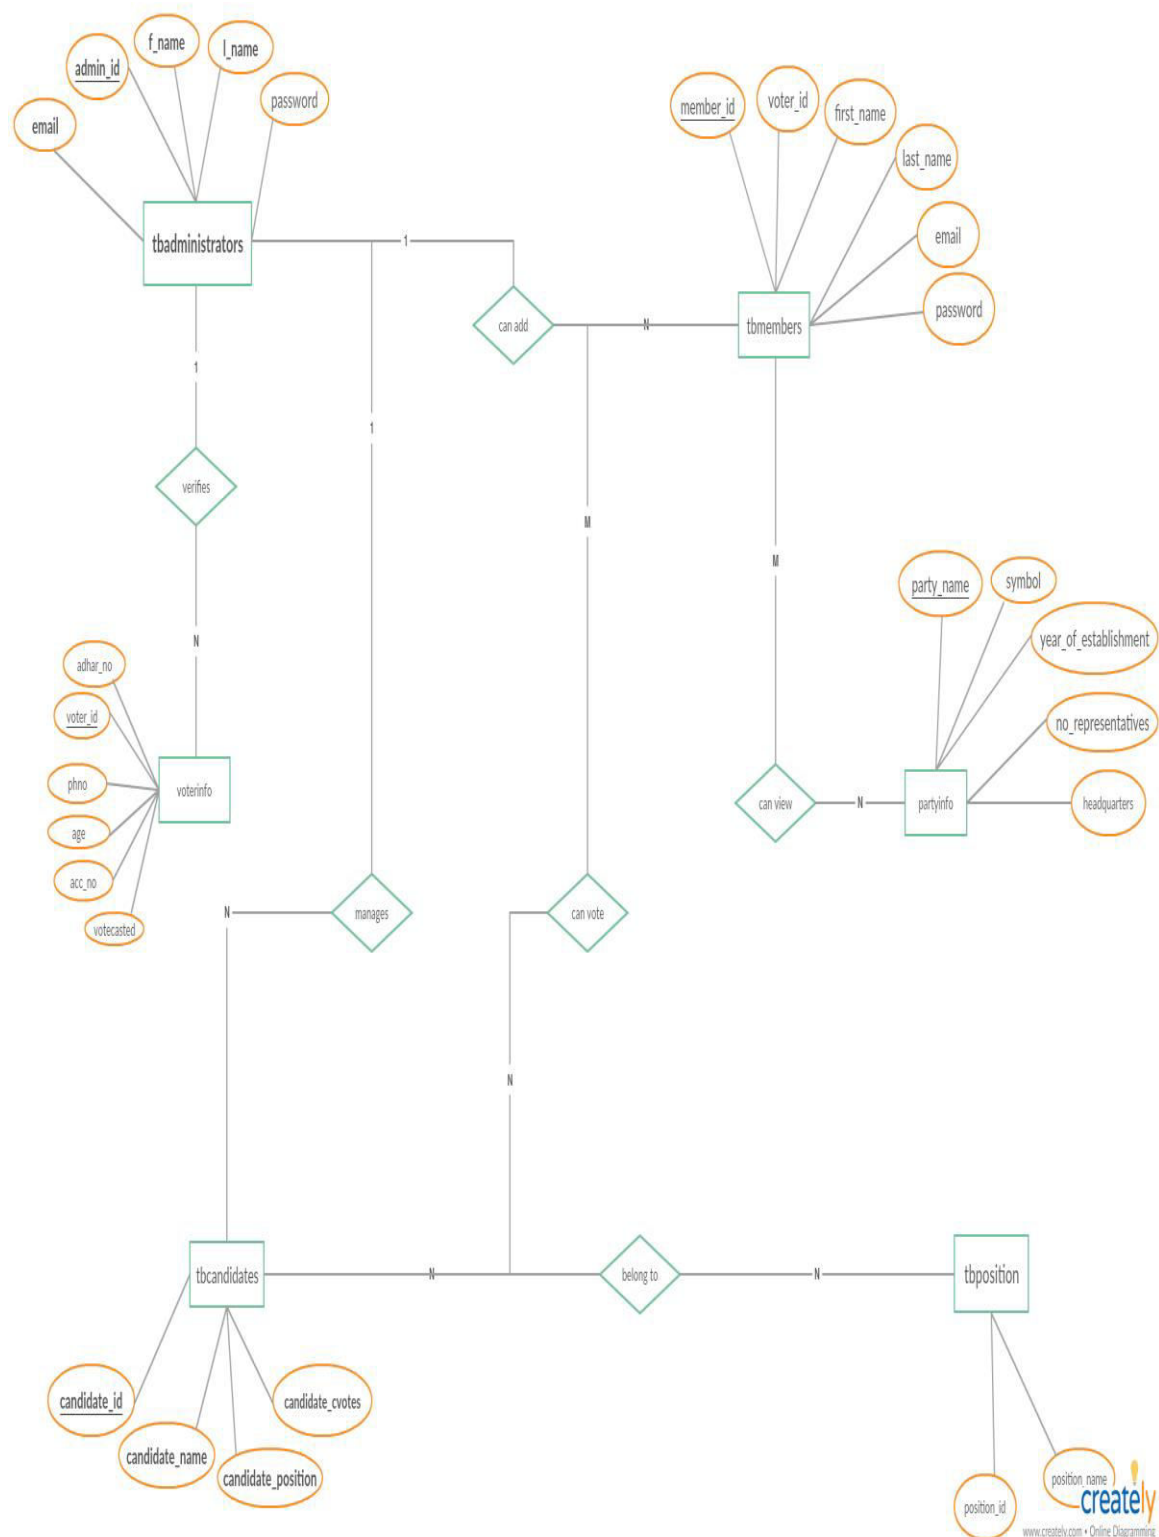 f_name
l_name
admin_id
password
email
member_id
voter_id
first_name
last_name
email
password
tbadministrators
1
can add
N
tbmembers
1
1
verifies
M
M
N
adhar_no
voter_id
phno
age
acc_no
votecasted
voterinfo
party_name
symbol
year_of_establishment
no_representatives
headquarters
can view
N
partyinfo
N
manages
can vote
N
tbcandidates
N
belong to
N
tbposition
candidate_id
candidate_cvotes
candidate_name
candidate_position
position_name
position_id
creately
www.creately.com • Online Diagramming